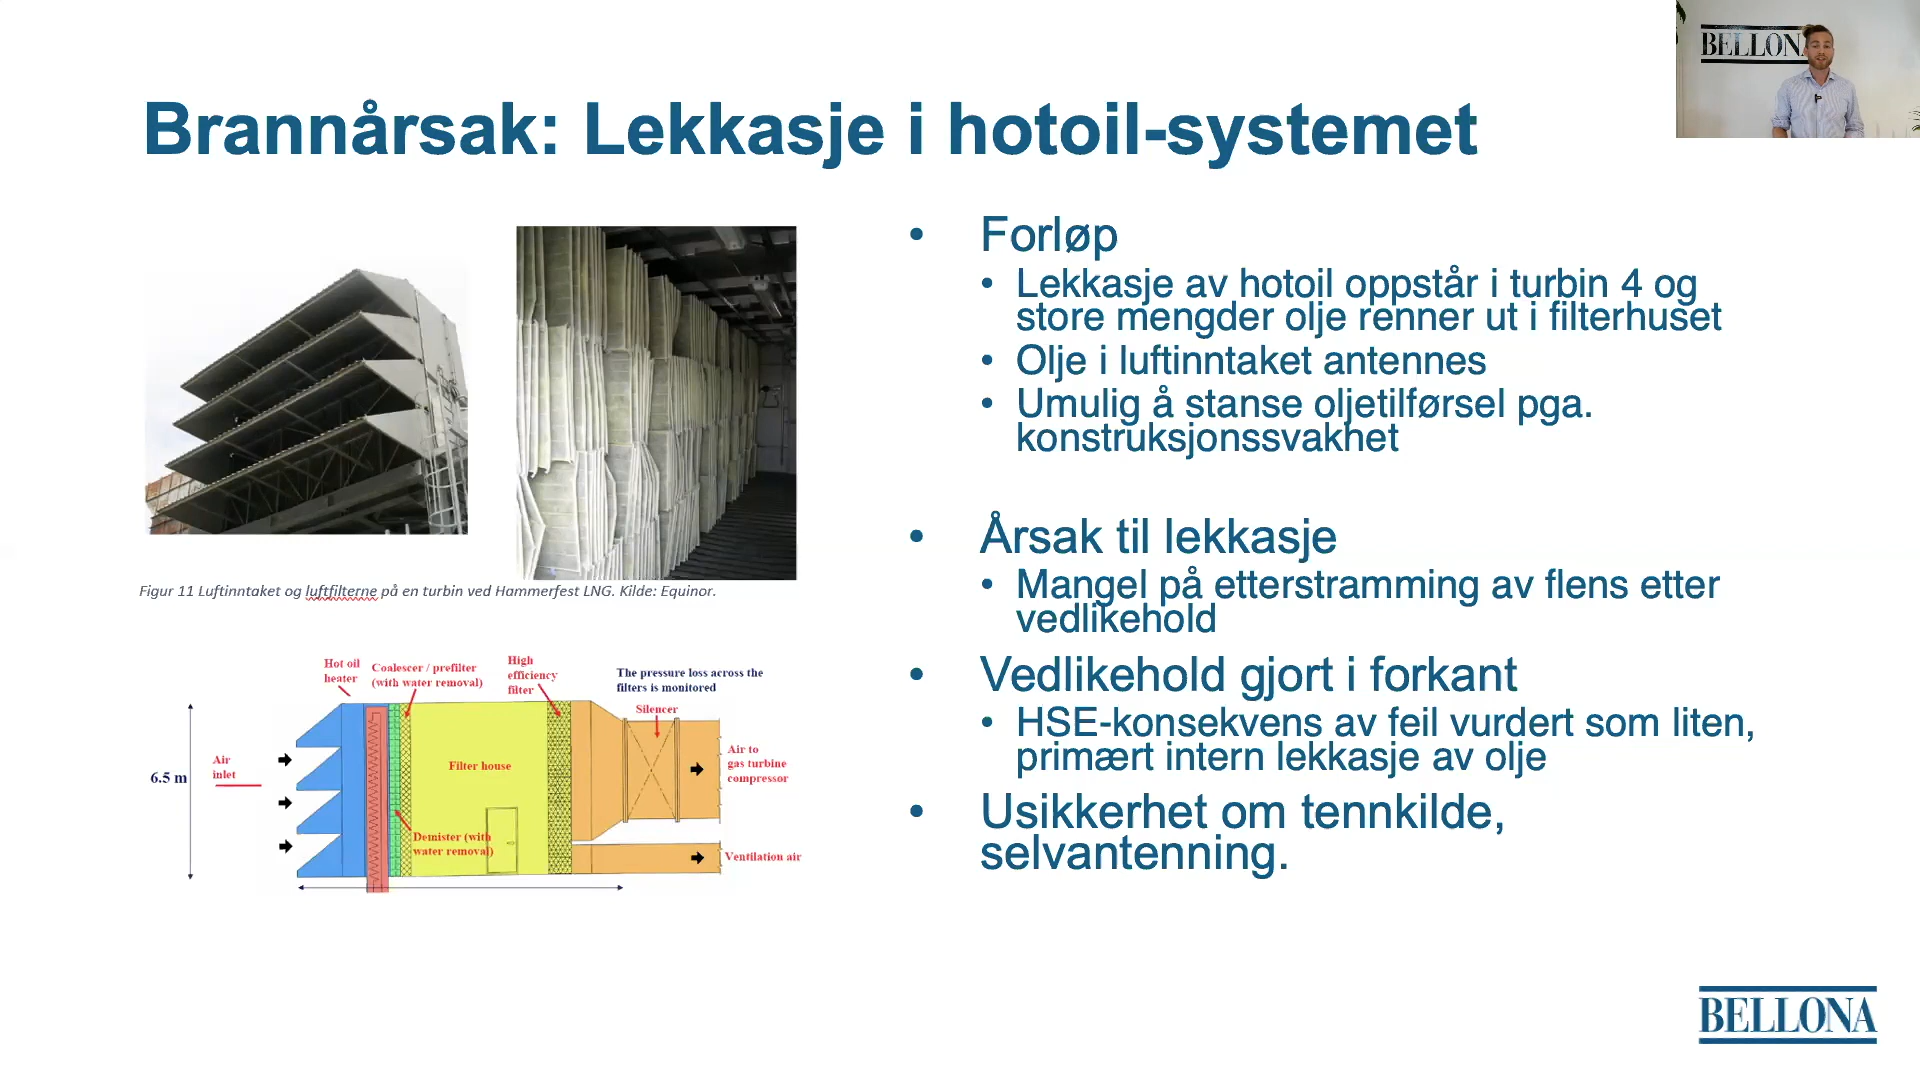 BELLONA
Brannårsak: Lekkasje i hotoil-systemet
Figur 11 Luftinntaket og luftfilterne på en turbin ved Hammerfest LNG. Kilde: Equinor.
Hot oil
heater
Coalescer / prefilter
(with water removal)
High
efficiency
filter
The pressure loss across the
filters is monitored
Silencer
Air
inlet
6.5 m
Filter house
Air to
gas turbine
compressor
Demister (with
water removal)
Ventilation air
• Forløp
• Lekkasje av hotoil oppstår i turbin 4 og
store mengder olje renner ut i filterhuset
• Olje i luftinntaket antennes
• Umulig å stanse oljetilførsel pga.
konstruksjonssvakhet
• Årsak til lekkasje
• Mangel på etterstramming av flens etter
vedlikehold
• Vedlikehold gjort i forkant
• HSE-konsekvens av feil vurdert som liten,
primært intern lekkasje av olje
• Usikkerhet om tennkilde,
selvantenning.
BELLONA